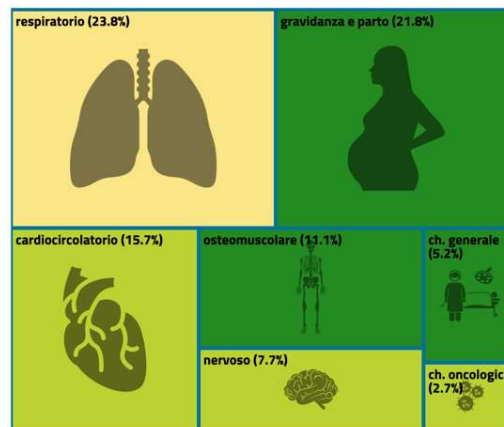 respiratorio (23.8%)
gravidanza e parto (21.8%)
cardiocircolatorio (15.7%)
osteomuscolare (11.1%)
ch. generale
(5.2%)
nervoso (7.7%)
ch. oncologic
(2.7%)